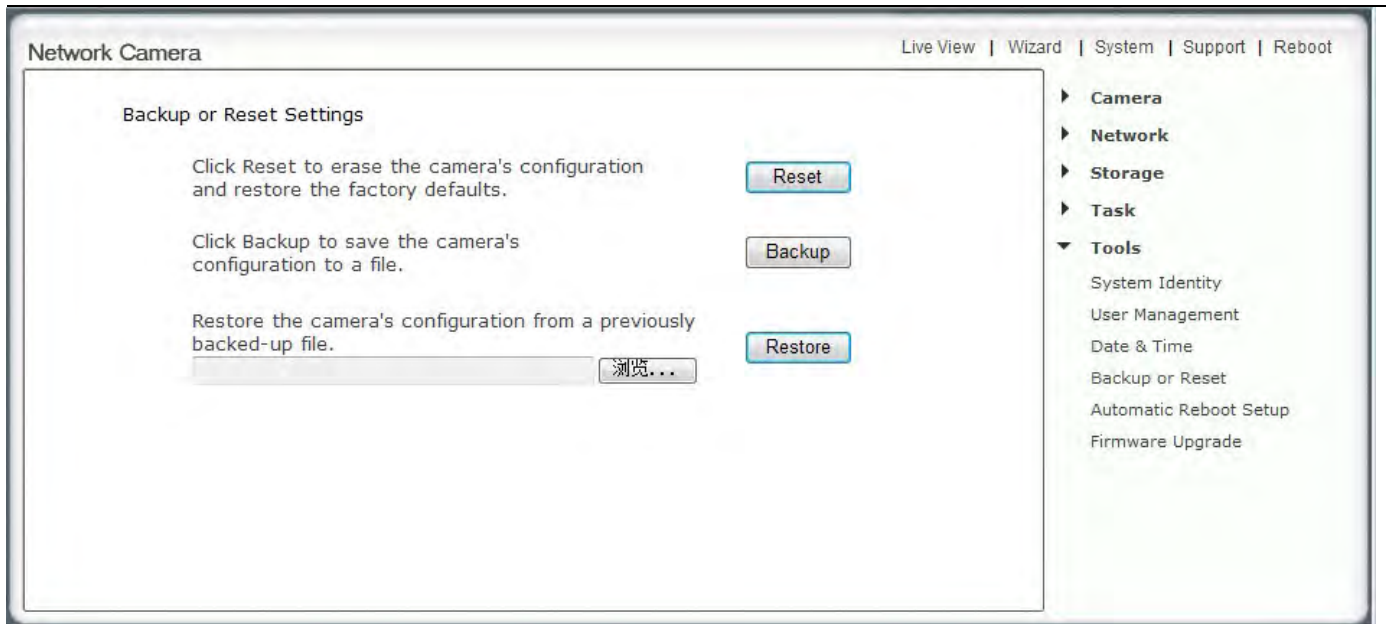 Network Camera
Live View | Wizard | System | Support | Reboot
Backup or Reset Settings
Click Reset to erase the camera's configuration
and restore the factory defaults.
Reset
Click Backup to save the camera's
configuration to a file.
Backup
Restore the camera's configuration from a previously
backed-up file.
浏览...
Restore
Camera
Network
Storage
Task
Tools
System Identity
User Management
Date & Time
Backup or Reset
Automatic Reboot Setup
Firmware Upgrade